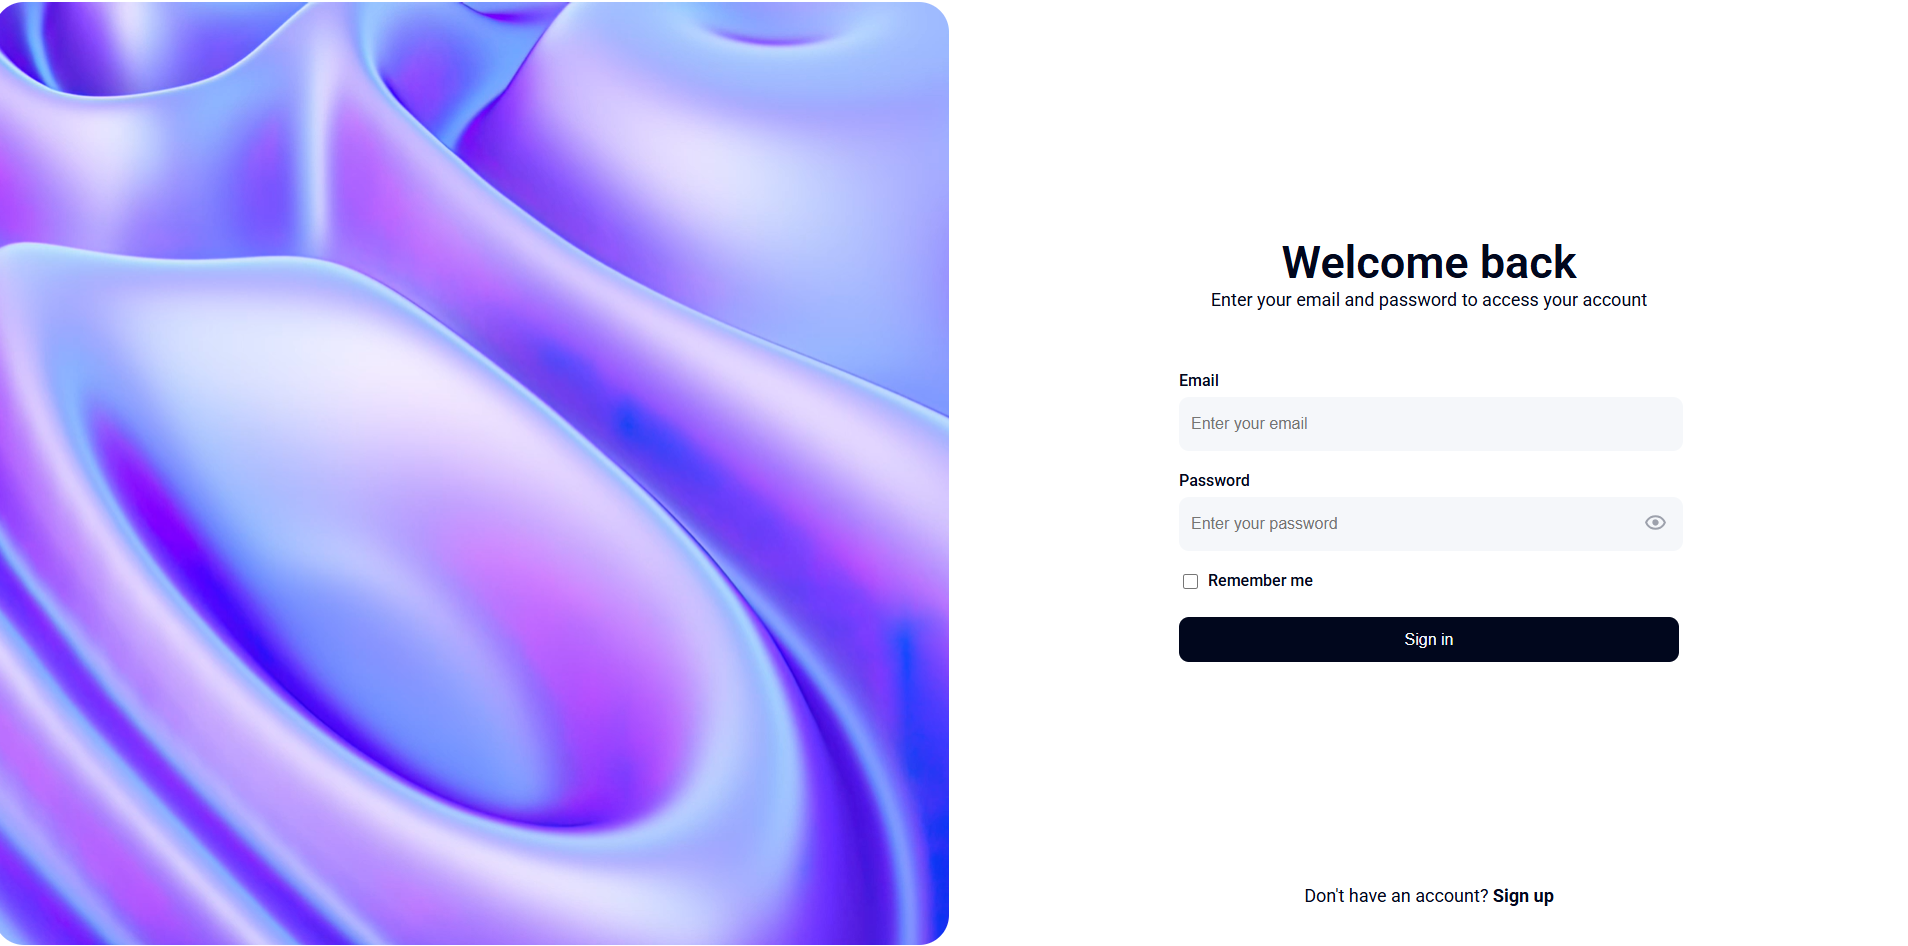 Welcome back
Enter your email and password to access your account
Email
Enter your email
Password
Enter your password
Remember me
Sign in
Don't have an account? Sign up